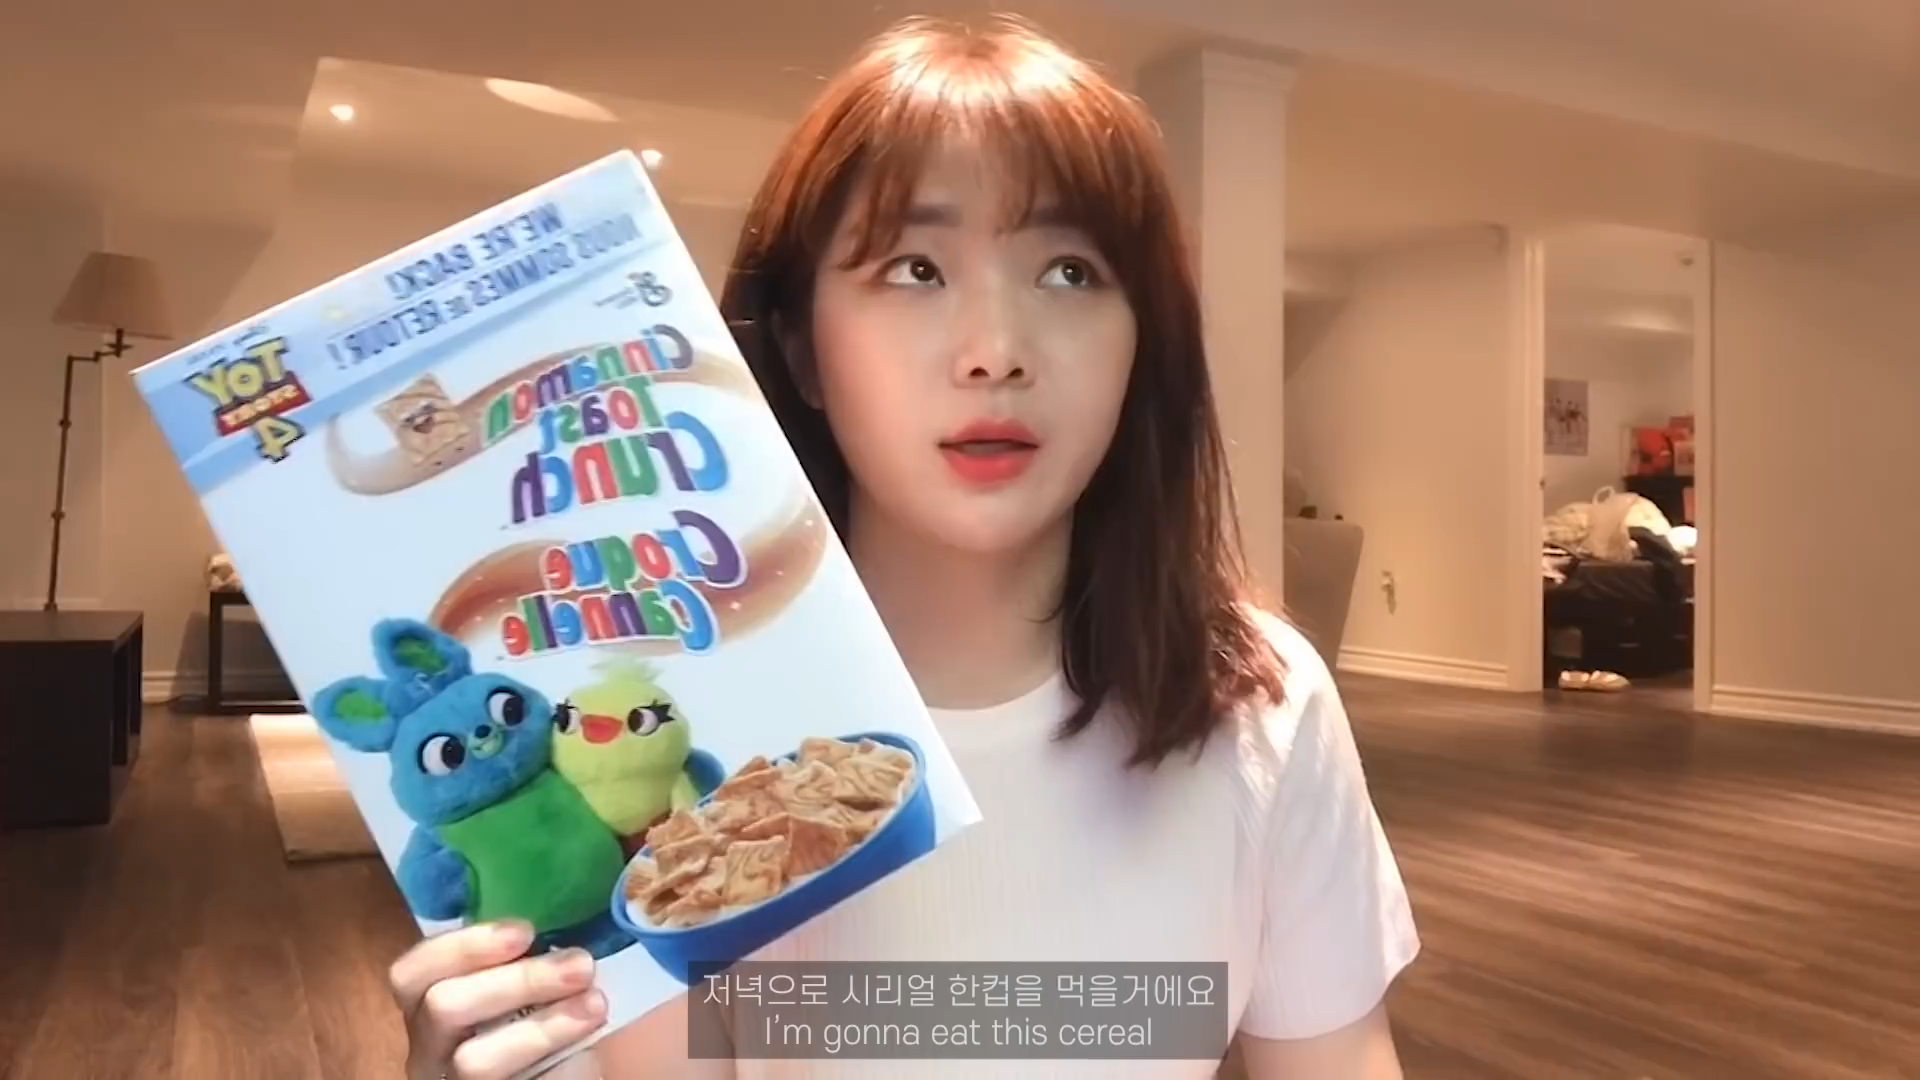 WE'RE BACK!
NOUS SOMMES DE RETOUR!
TOY
STORY
4
Cinnamon
Toast
Crunch
Croque
Cannelle
저녁으로 시리얼 한컵을 먹을거에요
I'm gonna eat this cereal